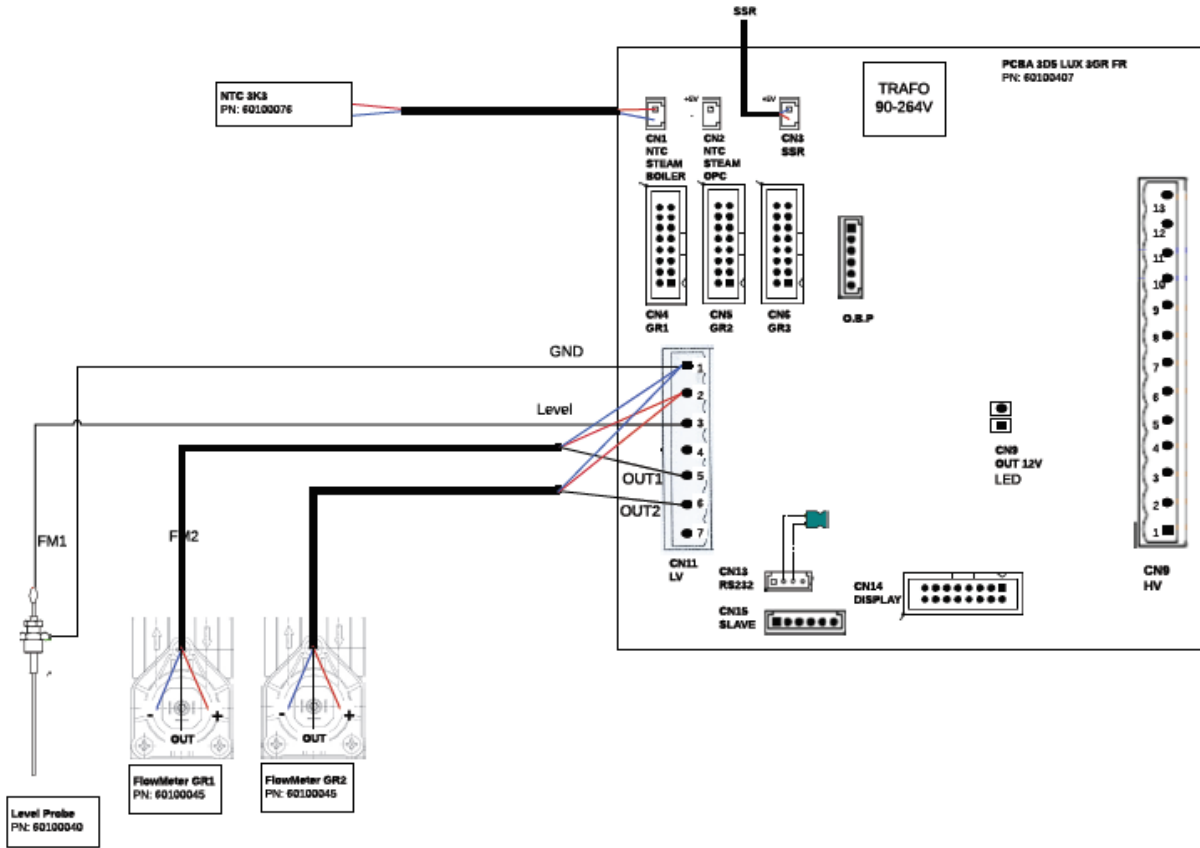 SSR
PCBA 3D5 LUX 3GR FR
PN: 60100407
TRAFO
90-264V
NTC 3K3
PN: 60100076
+5V
-
+5V
CN1
NTC
STEAM
BOILER
CN2
NTC
STEAM
OPC
CN3
SSR
CN4
GR1
CN5
GR2
CN6
GR3
O.B.P
13
12
11
10
9
8
7
6
5
4
3
2
1
CN9
HV
GND
Level
OUT1
OUT2
1
2
3
4
5
6
7
CN11
LV
CN9
OUT 12V
LED
CN13
RS232
CN14
DISPLAY
CN15
SLAVE
FM1
FM2
- +
OUT
- +
OUT
FlowMeter GR1
PN: 60100045
FlowMeter GR2
PN: 60100045
Level Probe
PN: 60100040